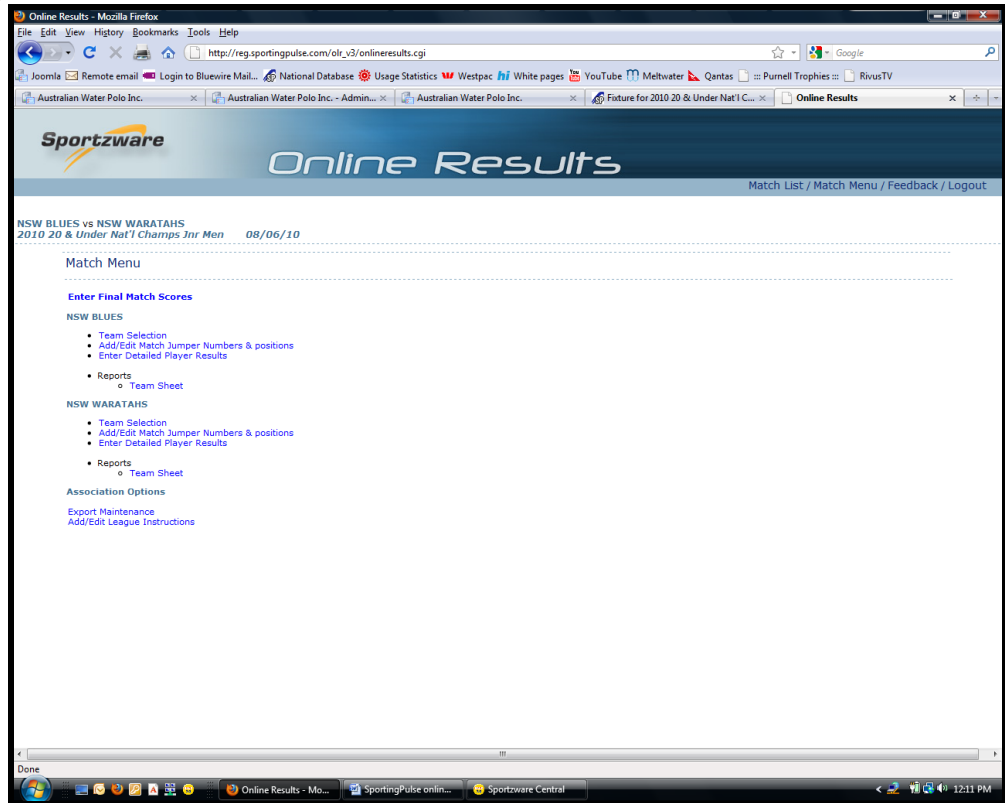 Online Results - Mozilla Firefox
File Edit View History Bookmarks Tools Help
http://reg.sportingpulse.com/olr_v3/onlineresults.cgi
Google
Joomla Remote email Login to Bluewire Mail... National Database Usage Statistics Westpac hi White pages YouTube Meltwater Qantas ::: Purnell Trophies ::: RivusTV
Australian Water Polo Inc. Australian Water Polo Inc. - Admin... Australian Water Polo Inc. Fixture for 2010 20 & Under Nat'l C... Online Results
Sportzware
Online Results
Match List / Match Menu / Feedback / Logout
NSW BLUES vs NSW WARATAHS
2010 20 & Under Nat'l Champs Jnr Men 08/06/10
Match Menu
Enter Final Match Scores
NSW BLUES
• Team Selection
• Add/Edit Match Jumper Numbers & positions
• Enter Detailed Player Results
• Reports
○ Team Sheet
NSW WARATAHS
• Team Selection
• Add/Edit Match Jumper Numbers & positions
• Enter Detailed Player Results
• Reports
○ Team Sheet
Association Options
Export Maintenance
Add/Edit League Instructions
Done
Online Results - Mo... SportingPulse onlin... Sportzware Central 12:11 PM